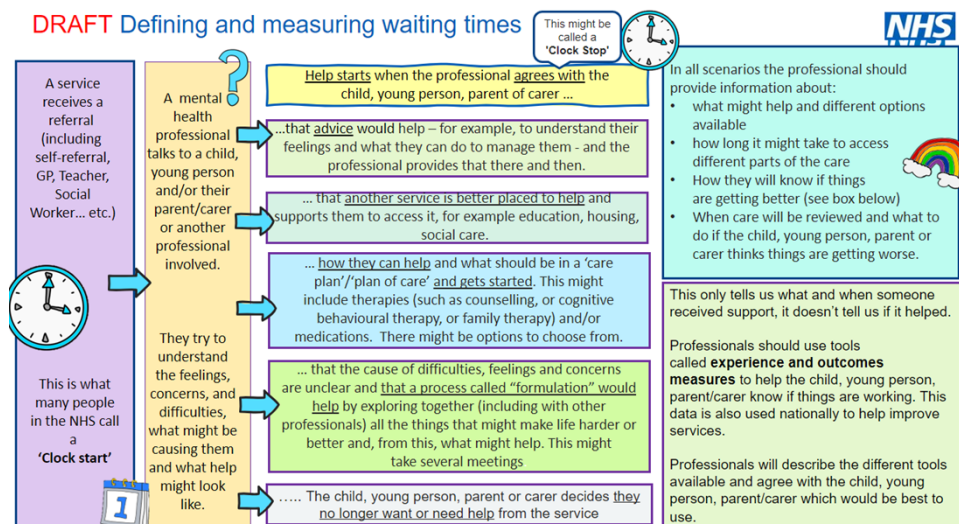 DRAFT Defining and measuring waiting times
This might be
called a
'Clock Stop'
NHS
A service
receives a
referral
(including
self-referral,
GP, Teacher,
Social
Worker... etc.)
This is what
many people
in the NHS call
a
'Clock start'
1
?
A mental
health
professional
talks to a child,
young person
and/or their
parent/carer
or another
professional
involved.
They try to
understand
the feelings,
concerns, and
difficulties,
what might be
causing them
and what help
might look
like.
Help starts when the professional agrees with the
child, young person, parent of carer ...
...that advice would help – for example, to understand their
feelings and what they can do to manage them - and the
professional provides that there and then.
... that another service is better placed to help and
supports them to access it, for example education, housing,
social care.
... how they can help and what should be in a 'care
plan'/'plan of care' and gets started. This might
include therapies (such as counselling, or cognitive
behavioural therapy, or family therapy) and/or
medications. There might be options to choose from.
... that the cause of difficulties, feelings and concerns
are unclear and that a process called "formulation" would
help by exploring together (including with other
professionals) all the things that might make life harder or
better and, from this, what might help. This might
take several meetings
..... The child, young person, parent or carer decides they
no longer want or need help from the service
In all scenarios the professional should
provide information about:
• what might help and different options
available
• how long it might take to access
different parts of the care
• How they will know if things
are getting better (see box below)
• When care will be reviewed and what to
do if the child, young person, parent or
carer thinks things are getting worse.
This only tells us what and when someone
received support, it doesn't tell us if it helped.
Professionals should use tools
called experience and outcomes
measures to help the child, young person,
parent/carer know if things are working. This
data is also used nationally to help improve
services.
Professionals will describe the different tools
available and agree with the child, young
person, parent/carer which would be best to
use.